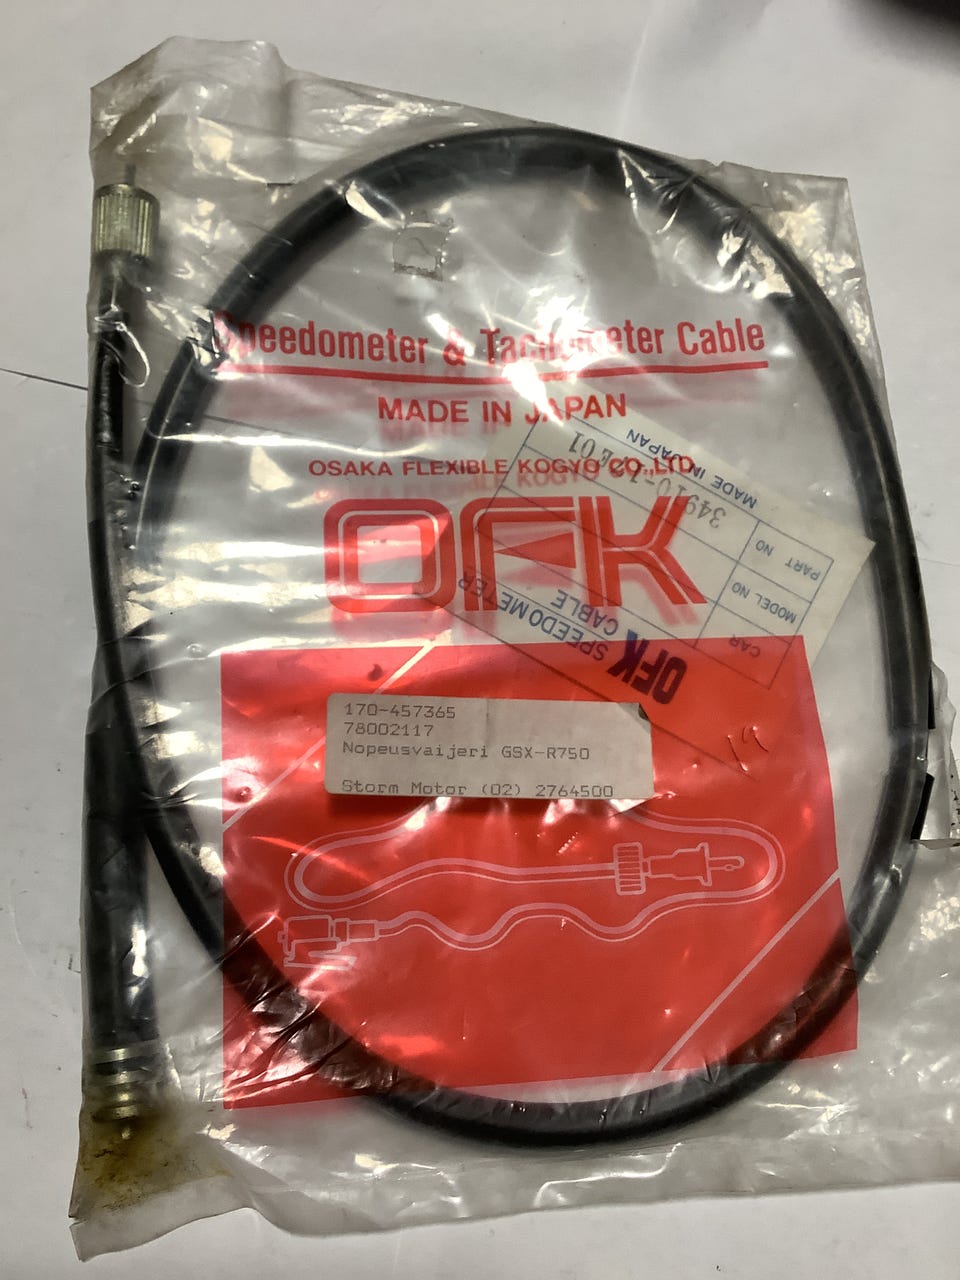 Speedometer & Tachometer Cable
MADE IN JAPAN
OSAKA FLEXIBLE KOGYO CO.,LTD.
OFK
170-457365
78002117
Nopeusvaijeri GSX-R750
Storm Motor (02) 2764500
19
OFK SPEEDOMETER
CABLE
CAR
MODEL NO
PART NO
MADE IN JAPAN